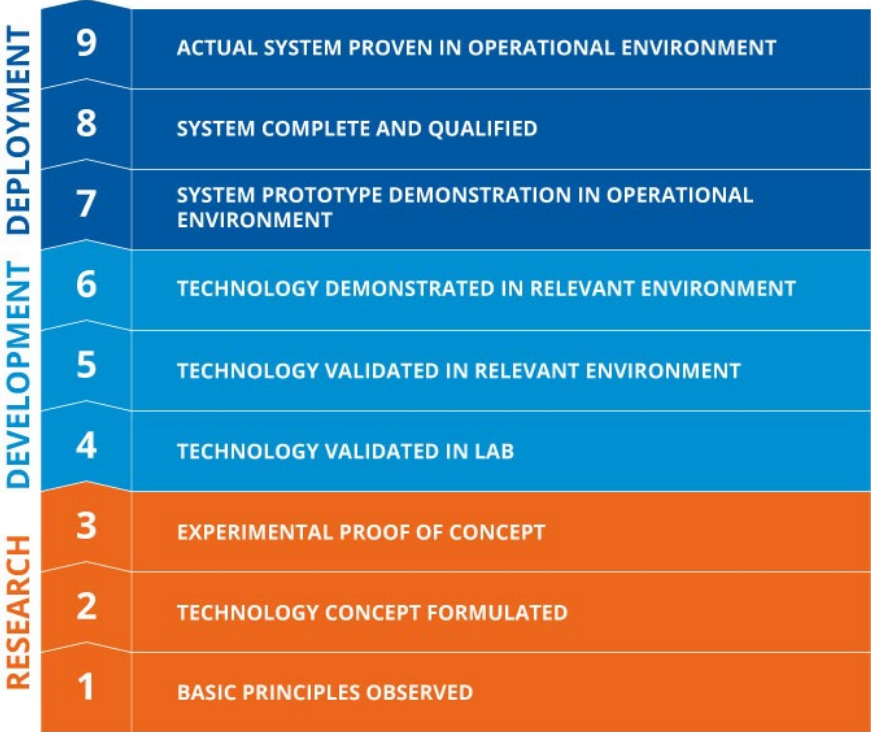 DEPLOYMENT
9
ACTUAL SYSTEM PROVEN IN OPERATIONAL ENVIRONMENT
8
SYSTEM COMPLETE AND QUALIFIED
7
SYSTEM PROTOTYPE DEMONSTRATION IN OPERATIONAL
ENVIRONMENT
DEVELOPMENT
6
TECHNOLOGY DEMONSTRATED IN RELEVANT ENVIRONMENT
5
TECHNOLOGY VALIDATED IN RELEVANT ENVIRONMENT
4
TECHNOLOGY VALIDATED IN LAB
RESEARCH
3
EXPERIMENTAL PROOF OF CONCEPT
2
TECHNOLOGY CONCEPT FORMULATED
1
BASIC PRINCIPLES OBSERVED